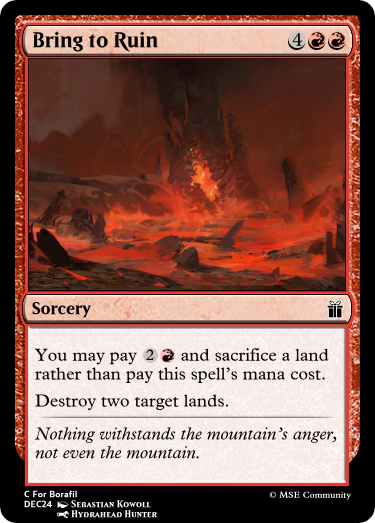 Bring to Ruin 4
Sorcery
You may pay 2 and sacrifice a land
rather than pay this spell's mana cost.
Destroy two target lands.
Nothing withstands the mountain's anger,
not even the mountain.
C For Borafil
DEC24 Sebastian Kowoll © MSE Community
Hydrahead Hunter